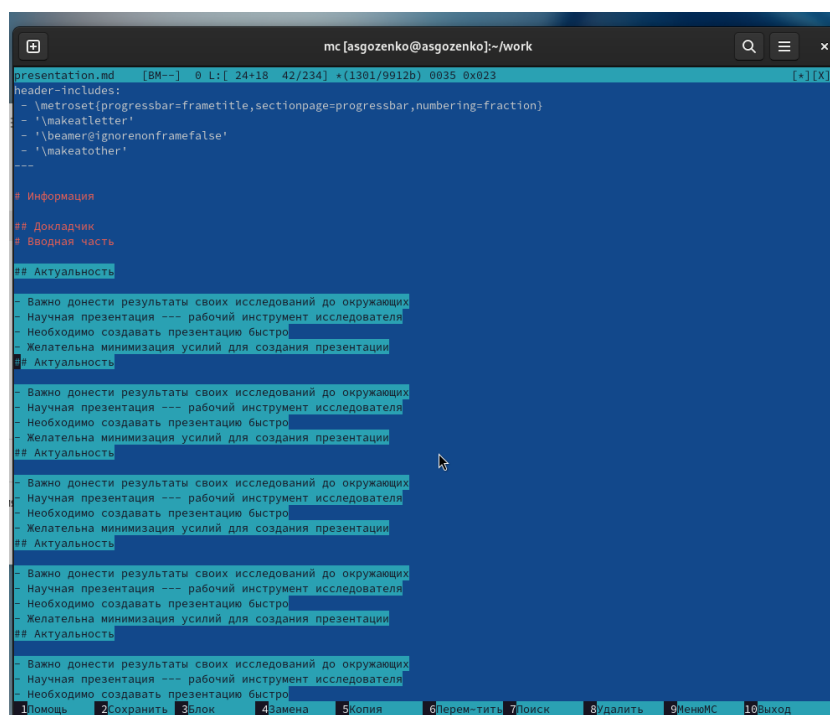 mc [asgozenko@asgozenko]:~/work
presentation.md [BM--] 0 L:[ 24+18 42/234] *(1301/9912b) 0035 0x023 [*][X]
header-includes:
- \metroset{progressbar=frametitle,sectionpage=progressbar,numbering=fraction}
- '\makeatletter'
- '\beamer@ignorenonframefalse'
- '\makeatother'
---
# Информация
## Докладчик
# Вводная часть
## Актуальность
- Важно донести результаты своих исследований до окружающих
- Научная презентация --- рабочий инструмент исследователя
- Необходимо создавать презентацию быстро
- Желательна минимизация усилий для создания презентации
## Актуальность
- Важно донести результаты своих исследований до окружающих
- Научная презентация --- рабочий инструмент исследователя
- Необходимо создавать презентацию быстро
- Желательна минимизация усилий для создания презентации
## Актуальность
- Важно донести результаты своих исследований до окружающих
- Научная презентация --- рабочий инструмент исследователя
- Необходимо создавать презентацию быстро
- Желательна минимизация усилий для создания презентации
## Актуальность
- Важно донести результаты своих исследований до окружающих
- Научная презентация --- рабочий инструмент исследователя
- Необходимо создавать презентацию быстро
- Желательна минимизация усилий для создания презентации
## Актуальность
- Важно донести результаты своих исследований до окружающих
- Научная презентация --- рабочий инструмент исследователя
- Необходимо создавать презентацию быстро
1Помощь 2Сохранить 3Блок 4Замена 5Копия 6Перем~тить 7Поиск 8Удалить 9МенюMC 10Выход